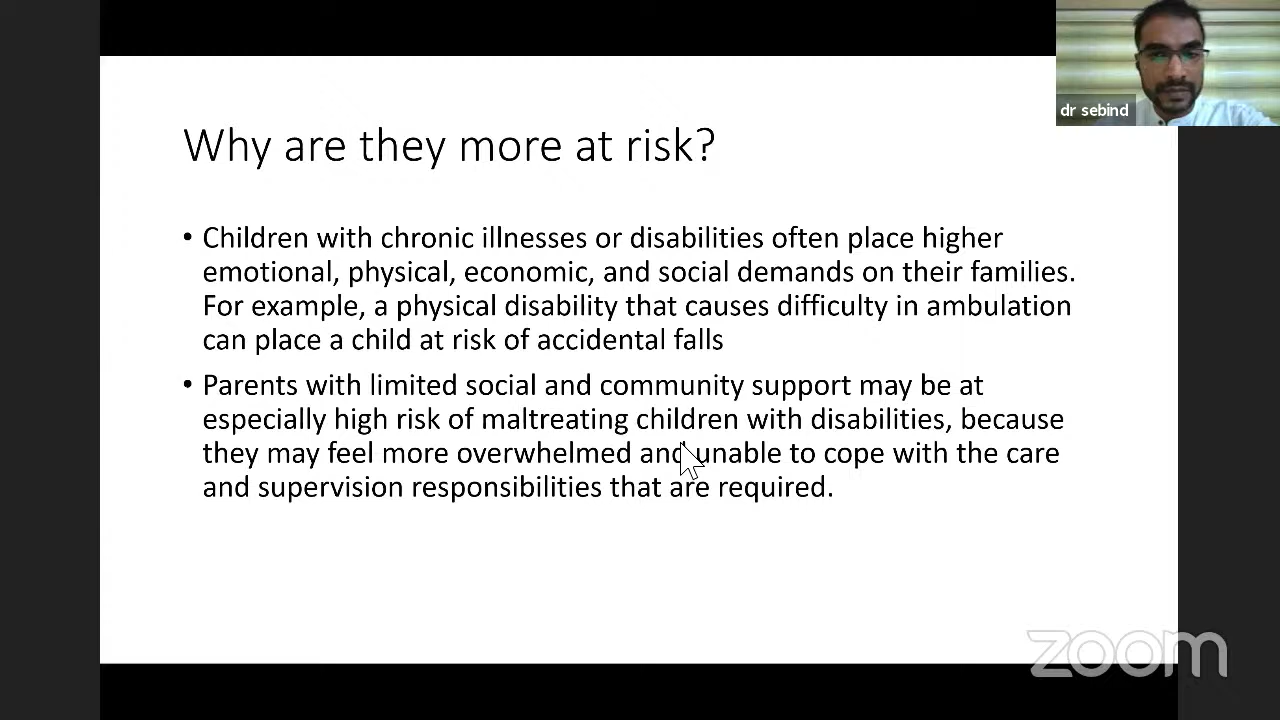 dr sebind
Why are they more at risk?
• Children with chronic illnesses or disabilities often place higher
emotional, physical, economic, and social demands on their families.
For example, a physical disability that causes difficulty in ambulation
can place a child at risk of accidental falls
• Parents with limited social and community support may be at
especially high risk of maltreating children with disabilities, because
they may feel more overwhelmed and unable to cope with the care
and supervision responsibilities that are required.
zoom